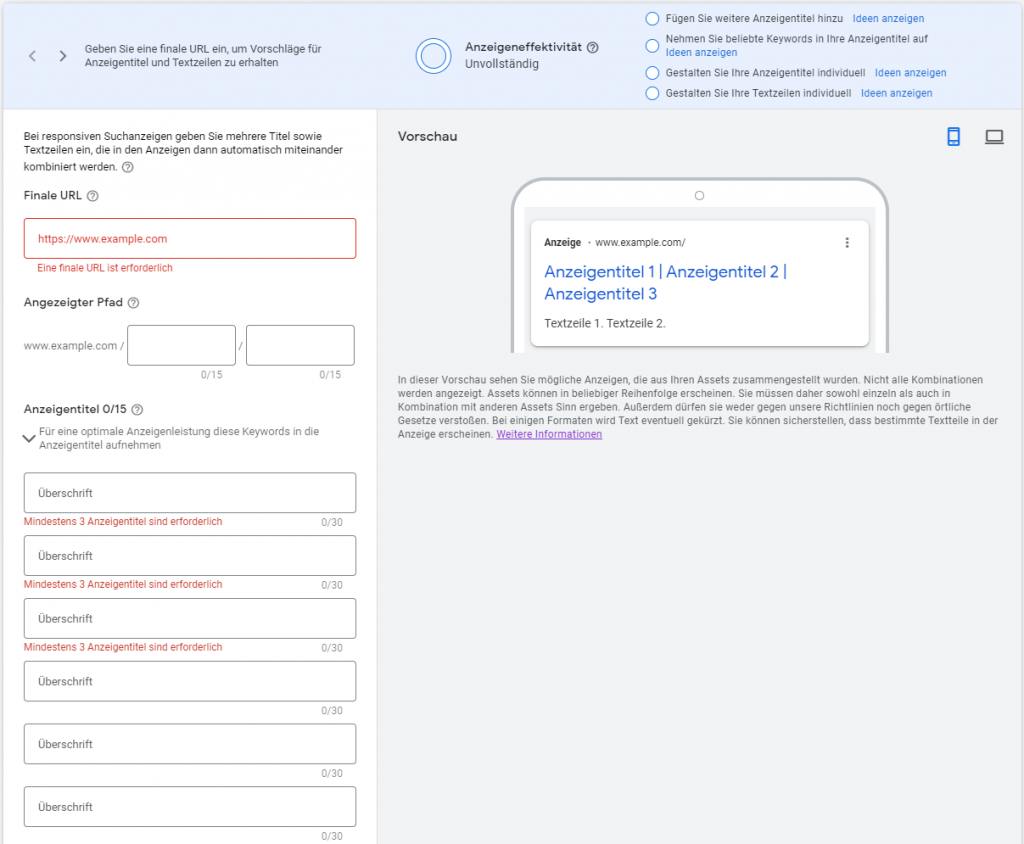 Geben Sie eine finale URL ein, um Vorschläge für
Anzeigentitel und Textzeilen zu erhalten
Anzeigeneffektivität
Unvollständig
Fügen Sie weitere Anzeigentitel hinzu Ideen anzeigen
Nehmen Sie beliebte Keywords in Ihre Anzeigentitel auf
Ideen anzeigen
Gestalten Sie Ihre Anzeigentitel individuell Ideen anzeigen
Gestalten Sie Ihre Textzeilen individuell Ideen anzeigen
Bei responsiven Suchanzeigen geben Sie mehrere Titel sowie
Textzeilen ein, die in den Anzeigen dann automatisch miteinander
kombiniert werden.
Finale URL
https://www.example.com
Eine finale URL ist erforderlich
Angezeigter Pfad
www.example.com / /
0/15 0/15
Anzeigentitel 0/15
Für eine optimale Anzeigenleistung diese Keywords in die
Anzeigentitel aufnehmen
Überschrift
Mindestens 3 Anzeigentitel sind erforderlich 0/30
Überschrift
Mindestens 3 Anzeigentitel sind erforderlich 0/30
Überschrift
Mindestens 3 Anzeigentitel sind erforderlich 0/30
Überschrift
0/30
Überschrift
0/30
Überschrift
0/30
Vorschau
Anzeige · www.example.com/
Anzeigentitel 1 | Anzeigentitel 2 |
Anzeigentitel 3
Textzeile 1. Textzeile 2.
In dieser Vorschau sehen Sie mögliche Anzeigen, die aus Ihren Assets zusammengestellt wurden. Nicht alle Kombinationen
werden angezeigt. Assets können in beliebiger Reihenfolge erscheinen. Sie müssen daher sowohl einzeln als auch in
Kombination mit anderen Assets Sinn ergeben. Außerdem dürfen sie weder gegen unsere Richtlinien noch gegen örtliche
Gesetze verstoßen. Bei einigen Formaten wird Text eventuell gekürzt. Sie können sicherstellen, dass bestimmte Textteile in der
Anzeige erscheinen. Weitere Informationen